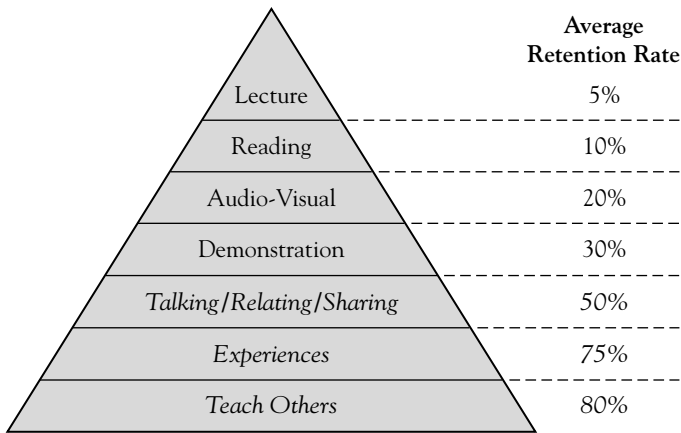 Average
Retention Rate
Lecture 5%
Reading 10%
Audio-Visual 20%
Demonstration 30%
Talking/Relating/Sharing 50%
Experiences 75%
Teach Others 80%